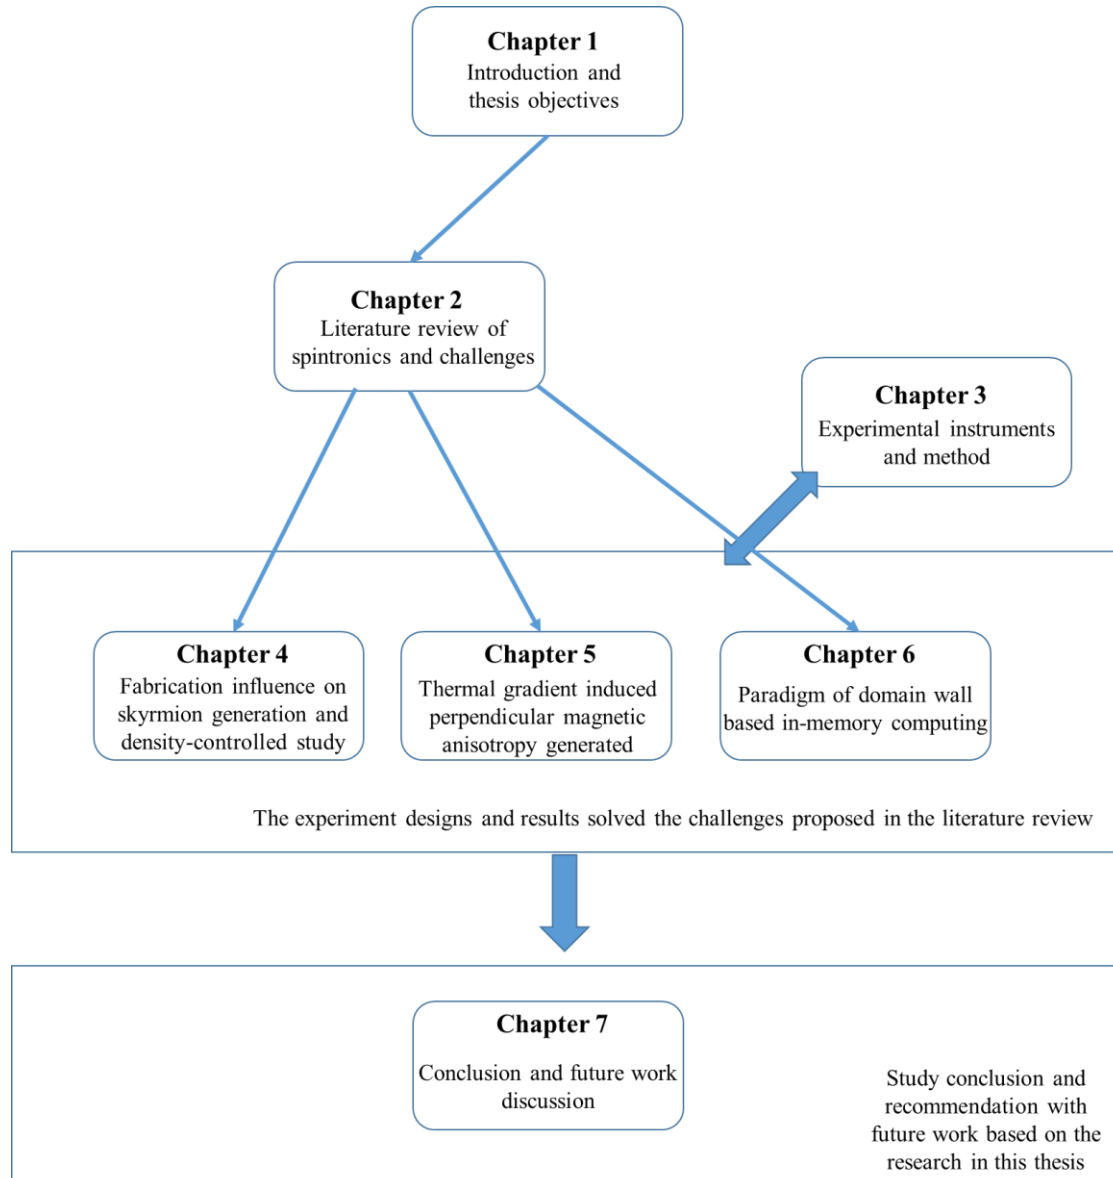 Chapter 1
Introduction and
thesis objectives
Chapter 2
Literature review of
spintronics and challenges
Chapter 3
Experimental instruments
and method
Chapter 4
Fabrication influence on
skyrmion generation and
density-controlled study
Chapter 5
Thermal gradient induced
perpendicular magnetic
anisotropy generated
Chapter 6
Paradigm of domain wall
based in-memory computing
The experiment designs and results solved the challenges proposed in the literature review
Chapter 7
Conclusion and future work
discussion
Study conclusion and
recommendation with
future work based on the
research in this thesis